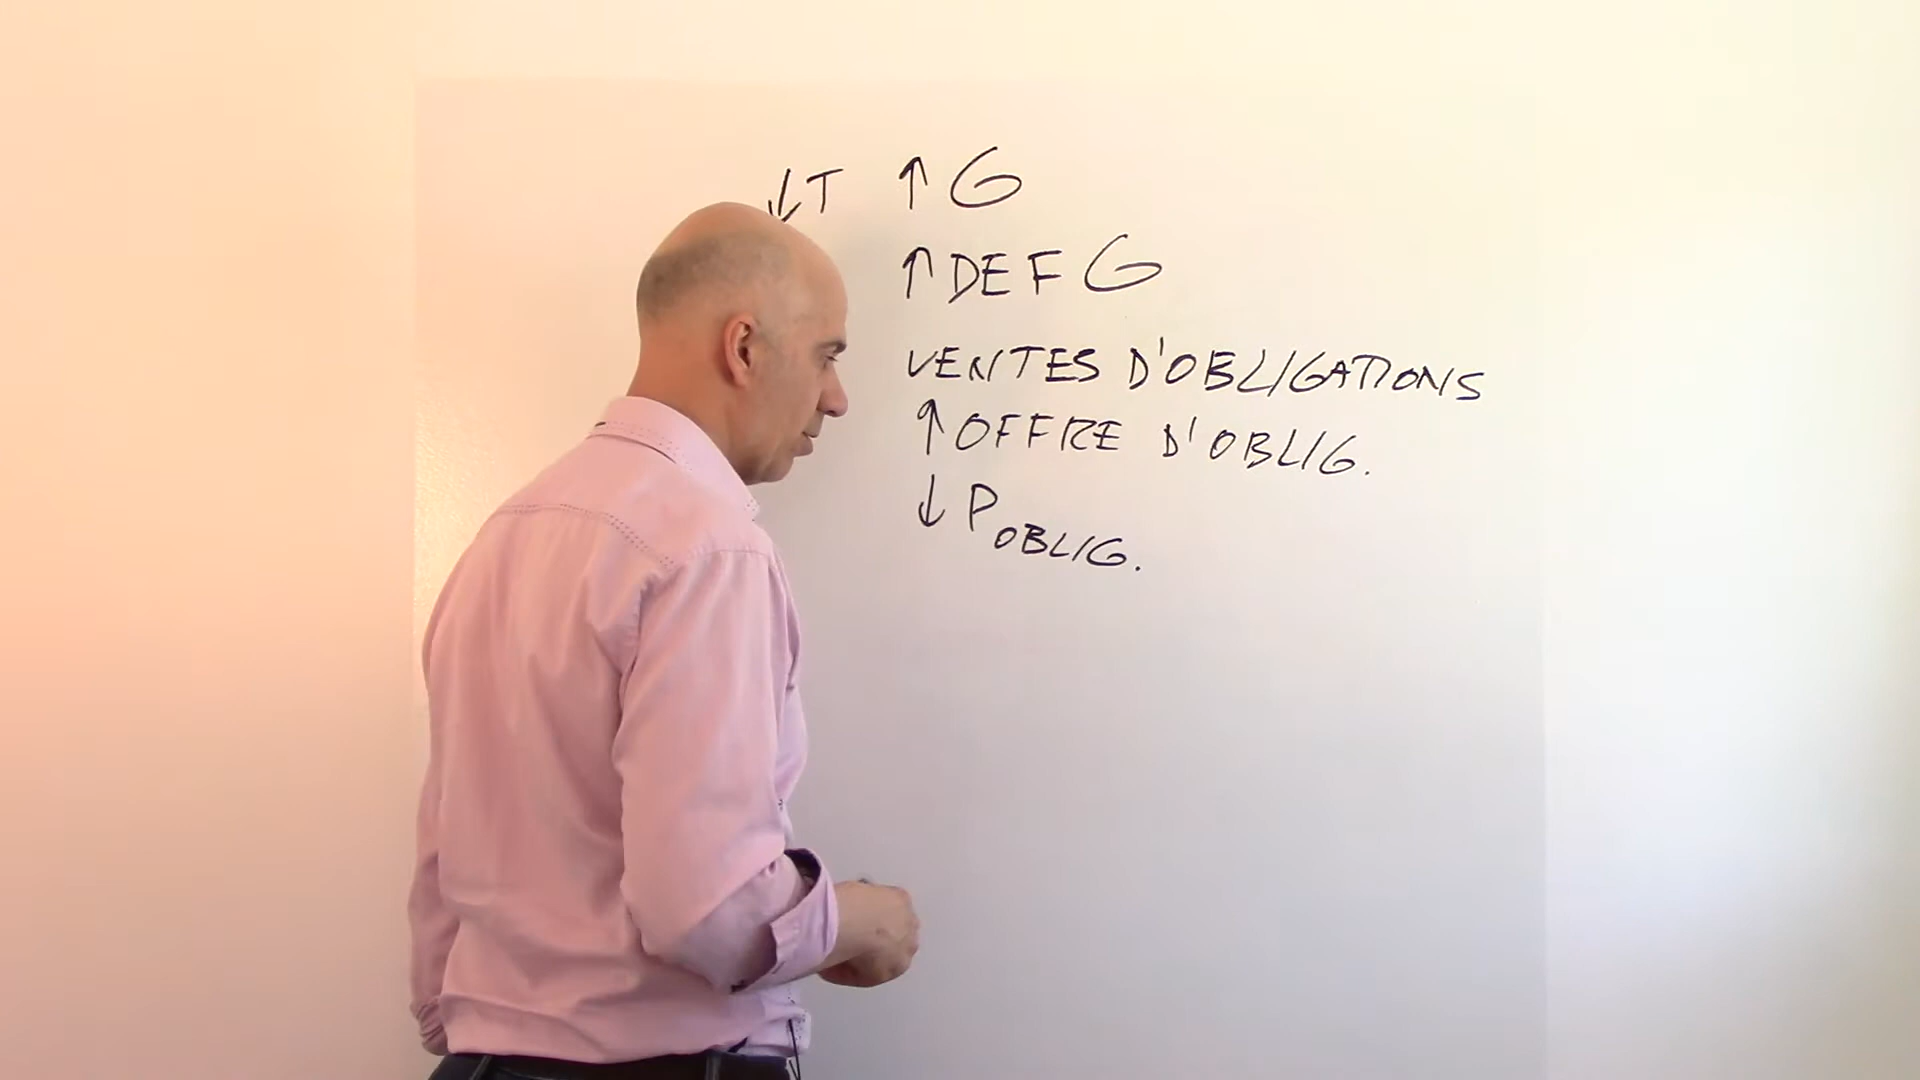 ↓T ↑G
↑DEF G
VENTES D'OBLIGATIONS
↑OFFRE D'OBLIG.
↓P OBLIG.